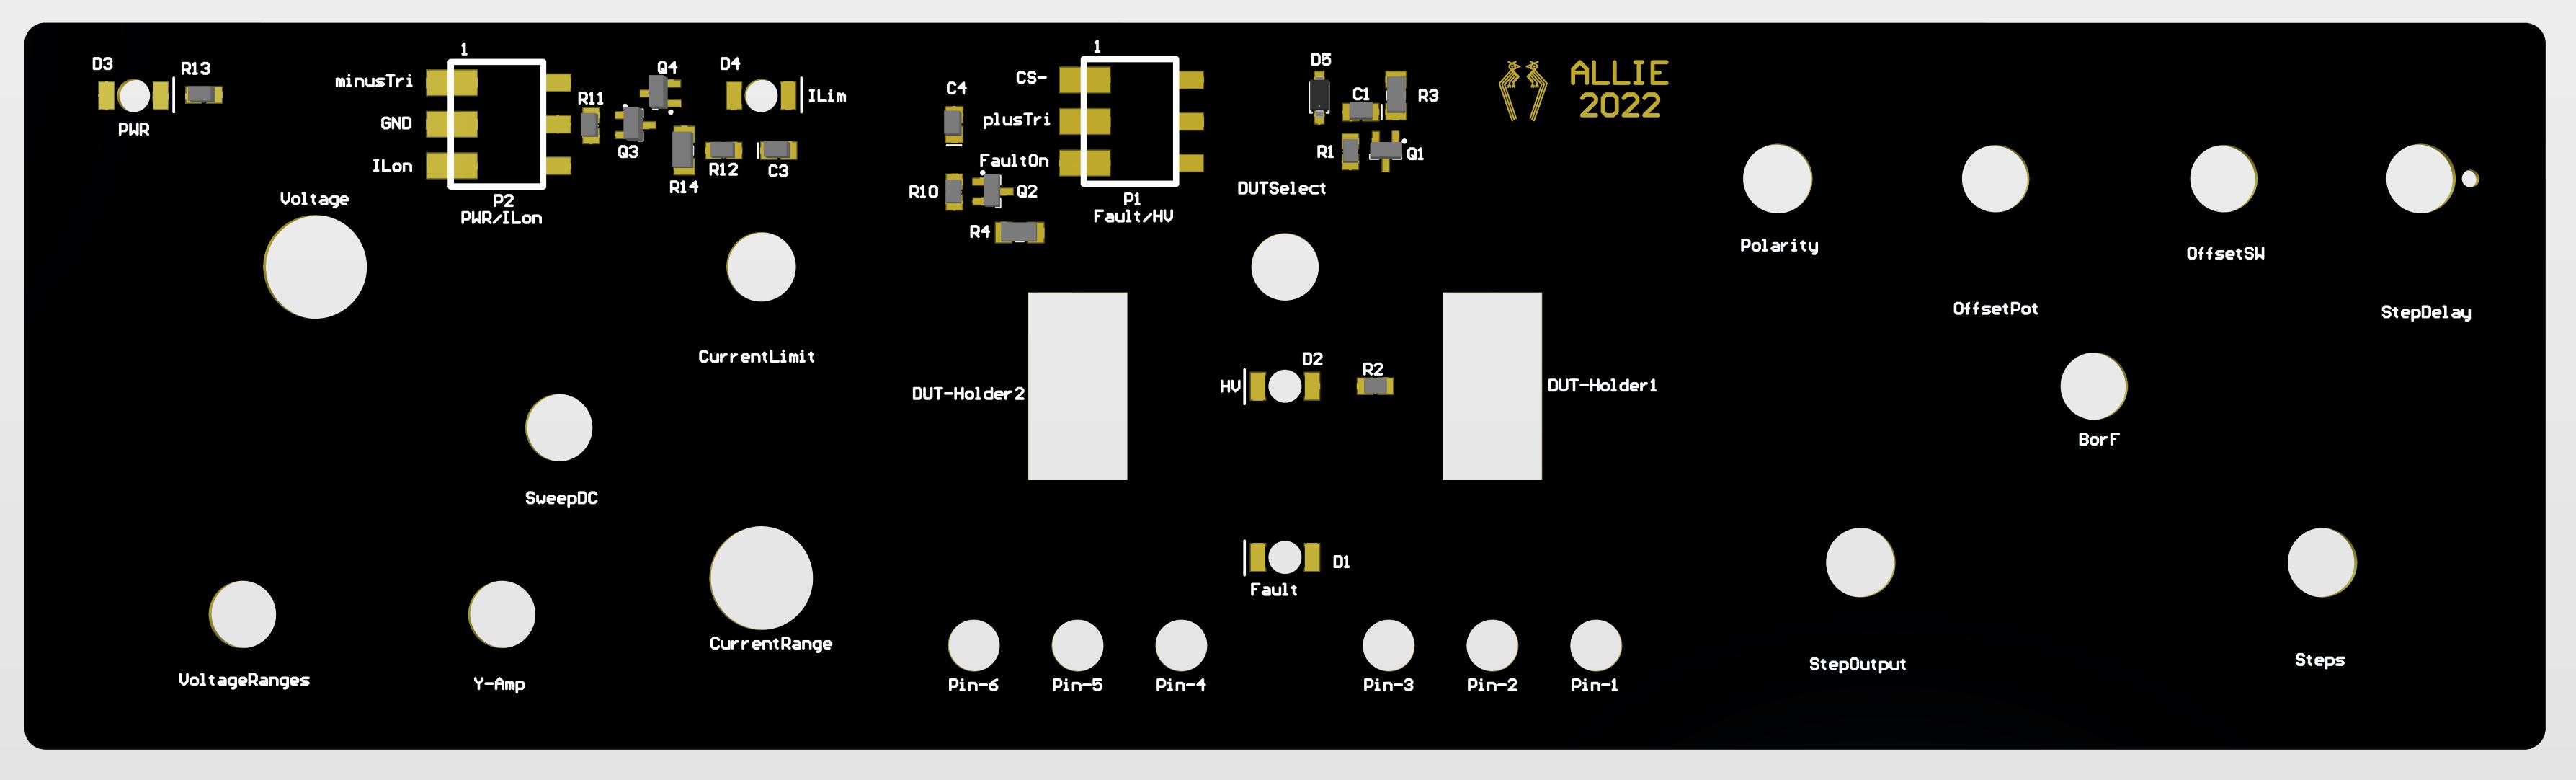 1
1
D5
D3
R13
Q4
D4
minusTri
CS-
ALLIE
2022
C4
R11
ILim
C1
R3
GND
plusTri
PWR
Q3
R1
Q1
ILon
R14
R12
C3
FaultOn
R10
Q2
DUTSelect
Voltage
P2
PWR/ILon
P1
Fault/HV
R4
Polarity
OffsetSW
OffsetPot
StepDelay
CurrentLimit
D2
R2
HV
DUT-Holder2
DUT-Holder1
BorF
SweepDC
D1
Fault
CurrentRange
StepOutput
Steps
VoltageRanges
Y-Amp
Pin-6
Pin-5
Pin-4
Pin-3
Pin-2
Pin-1